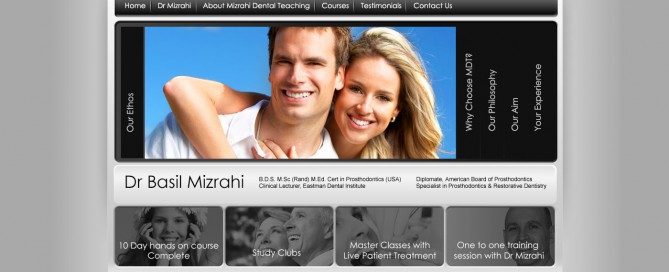 Home Dr Mizrahi About Mizrahi Dental Teaching Courses Testimonials Contact Us
Our Ethos
Why Choose MDT?
Our Philosophy
Our Aim
Your Experience
Dr Basil Mizrahi
B.D.S. M.Sc (Rand) M.Ed. Cert in Prosthodontics (USA)
Clinical Lecturer, Eastman Dental Institute
Diplomate, American Board of Prosthodontics
Specialist in Prosthodontics & Restorative Dentistry
10 Day hands on course
Complete
Study Clubs
Master Classes with
Live Patient Treatment
One to one training
session with Dr Mizrahi